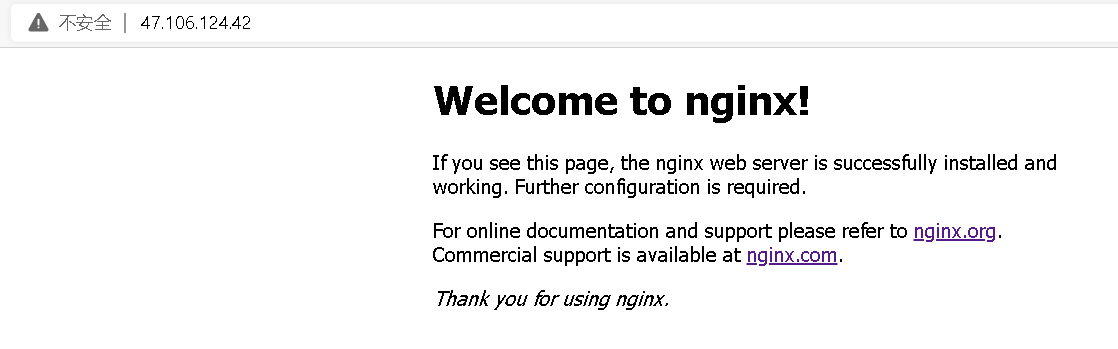 不安全 | 47.106.124.42
Welcome to nginx!
If you see this page, the nginx web server is successfully installed and
working. Further configuration is required.
For online documentation and support please refer to nginx.org.
Commercial support is available at nginx.com.
Thank you for using nginx.